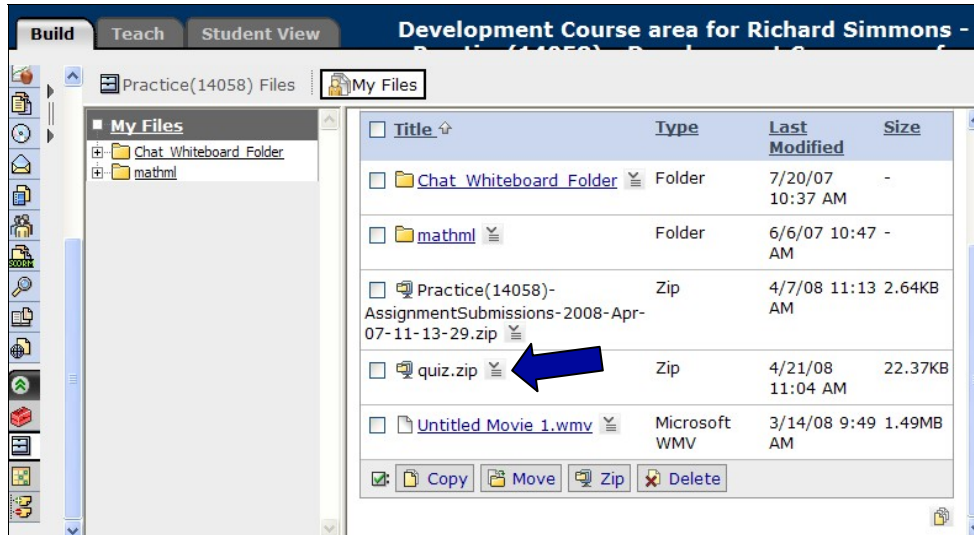 Build Teach Student View Development Course area for Richard Simmons -
Practice(14058) Files My Files
My Files
Chat Whiteboard Folder
mathml
Title Type Last Modified Size
Chat Whiteboard Folder Folder 7/20/07 10:37 AM -
mathml Folder 6/6/07 10:47 AM -
Practice(14058)-
AssignmentSubmissions-2008-Apr-
07-11-13-29.zip Zip 4/7/08 11:13 AM 2.64KB
quiz.zip Zip 4/21/08 11:04 AM 22.37KB
Untitled Movie 1.wmv Microsoft WMV 3/14/08 9:49 AM 1.49MB
Copy Move Zip Delete
SCORM